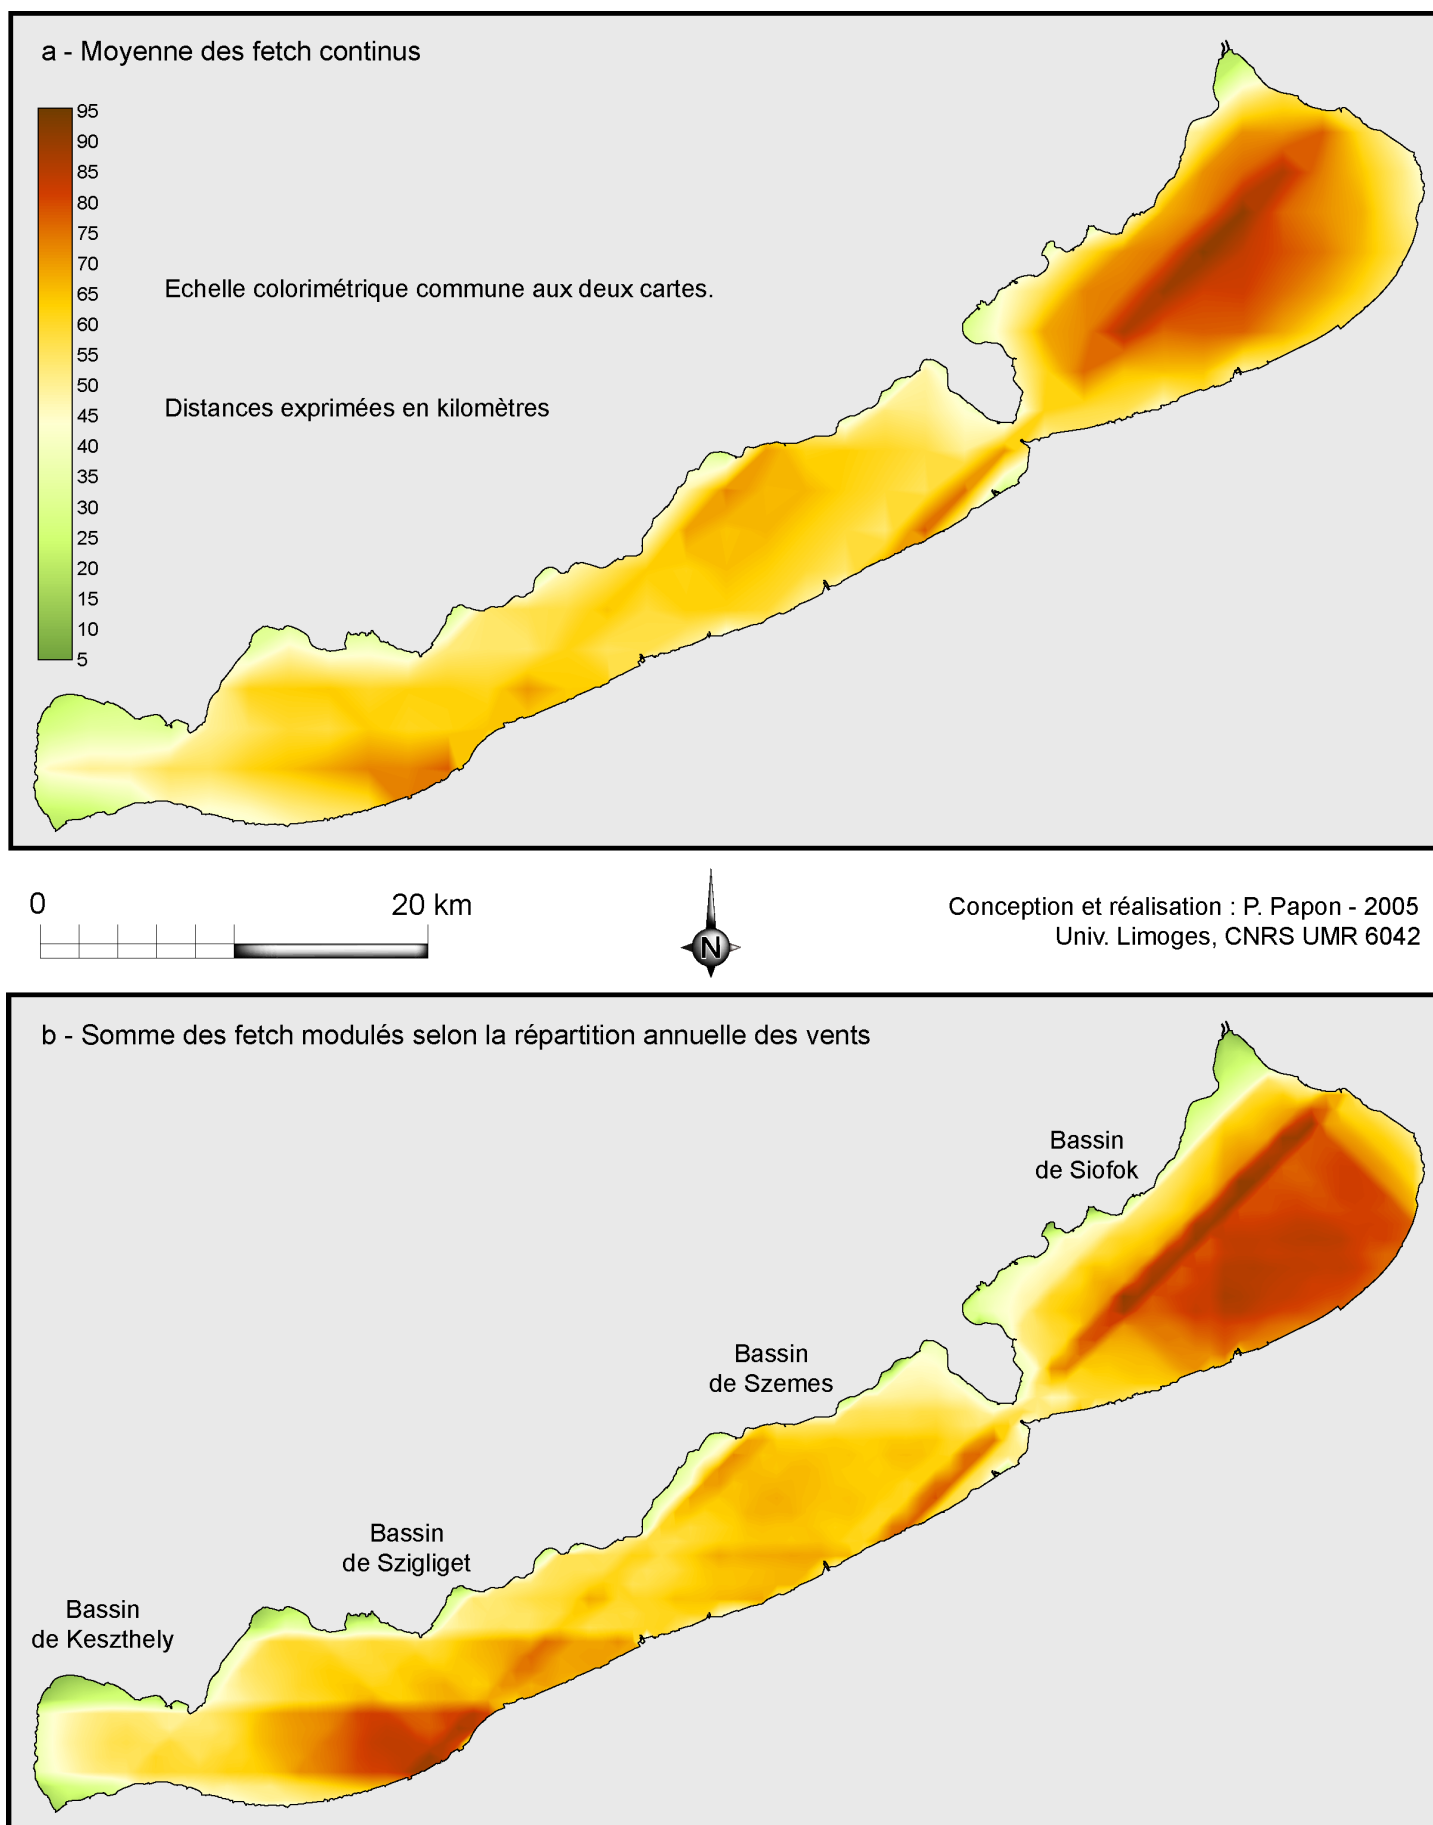 a - Moyenne des fetch continus
95
90
85
80
75
70
65
60
55
50
45
40
35
30
25
20
15
10
5
Echelle colorimétrique commune aux deux cartes.
Distances exprimées en kilomètres
0
20 km
N
Conception et réalisation : P. Papon - 2005
Univ. Limoges, CNRS UMR 6042
b - Somme des fetch modulés selon la répartition annuelle des vents
Bassin
de Siofok
Bassin
de Szemes
Bassin
de Szigliget
Bassin
de Keszthely